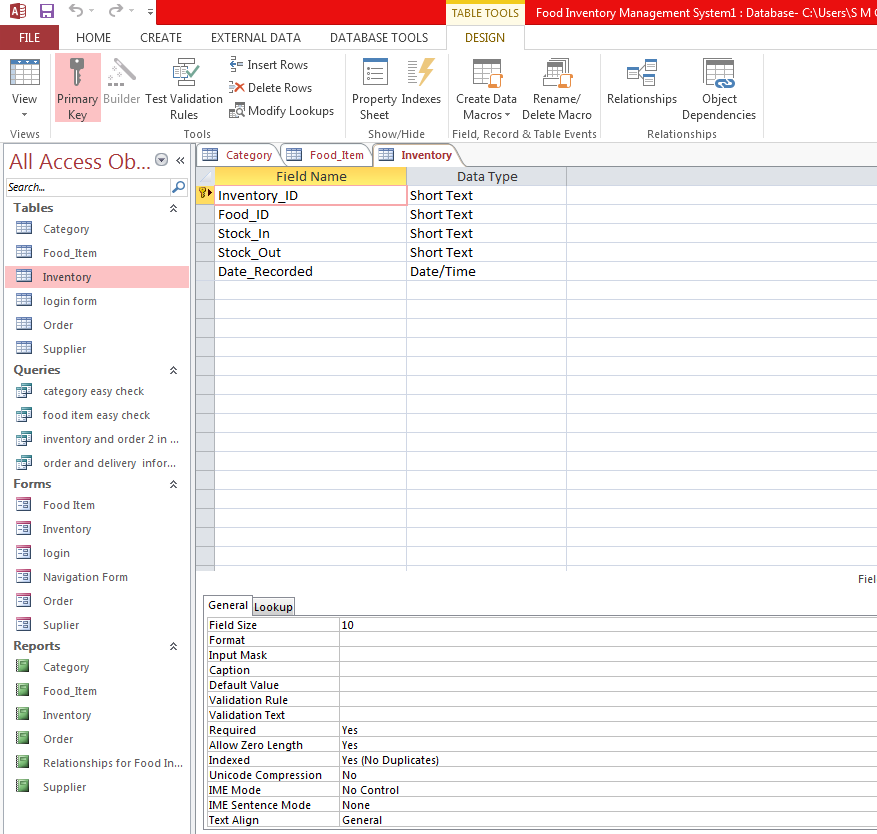 TABLE TOOLS
Food Inventory Management System1 : Database- C:\Users\S M
FILE
HOME
CREATE
EXTERNAL DATA
DATABASE TOOLS
DESIGN
View
Primary Key
Builder
Test Validation Rules
Insert Rows
Delete Rows
Modify Lookups
Property Sheet
Indexes
Create Data Macros
Rename/ Delete Macro
Relationships
Object Dependencies
Views
Tools
Show/Hide
Field, Record & Table Events
Relationships
All Access Ob...
Search...
Tables
Category
Food_Item
Inventory
login form
Order
Supplier
Queries
category easy check
food item easy check
inventory and order 2 in ...
order and delivery infor...
Forms
Food Item
Inventory
login
Navigation Form
Order
Suplier
Reports
Category
Food_Item
Inventory
Order
Relationships for Food In...
Supplier
Category
Food_Item
Inventory
Field Name Data Type
Inventory_ID Short Text
Food_ID Short Text
Stock_In Short Text
Stock_Out Short Text
Date_Recorded Date/Time
Fiel
General Lookup
Field Size 10
Format
Input Mask
Caption
Default Value
Validation Rule
Validation Text
Required Yes
Allow Zero Length Yes
Indexed Yes (No Duplicates)
Unicode Compression No
IME Mode No Control
IME Sentence Mode None
Text Align General